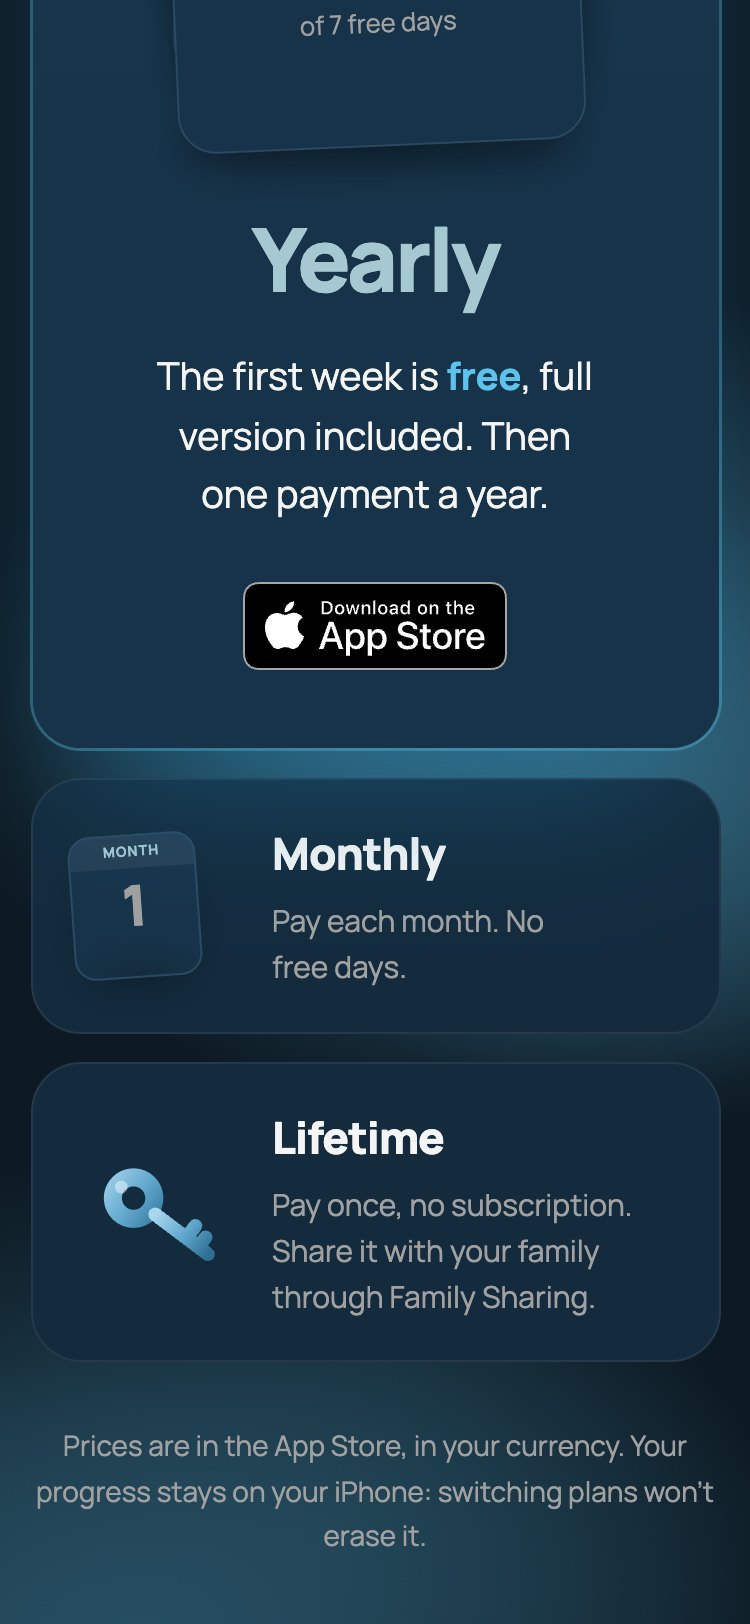 of 7 free days
Yearly
The first week is free, full
version included. Then
one payment a year.
Download on the
App Store
MONTH
1
Monthly
Pay each month. No
free days.
Lifetime
Pay once, no subscription.
Share it with your family
through Family Sharing.
Prices are in the App Store, in your currency. Your
progress stays on your iPhone: switching plans won’t
erase it.